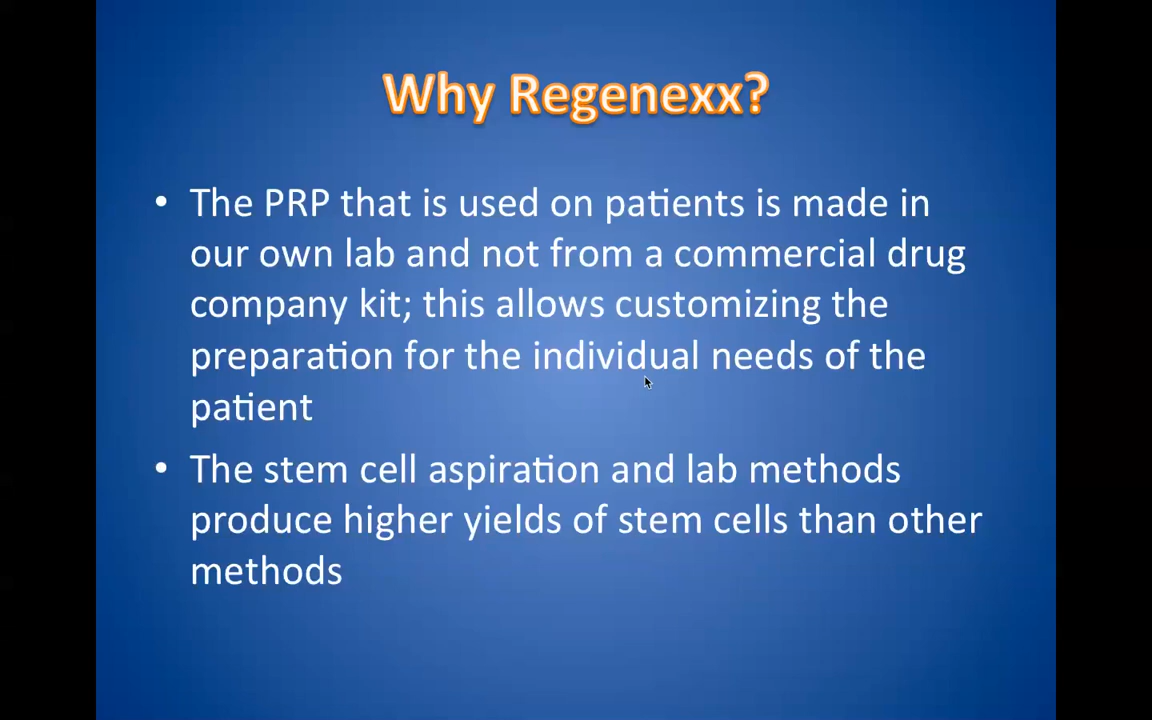 Why Regenexx?
• The PRP that is used on patients is made in
our own lab and not from a commercial drug
company kit; this allows customizing the
preparation for the individual needs of the
patient
• The stem cell aspiration and lab methods
produce higher yields of stem cells than other
methods